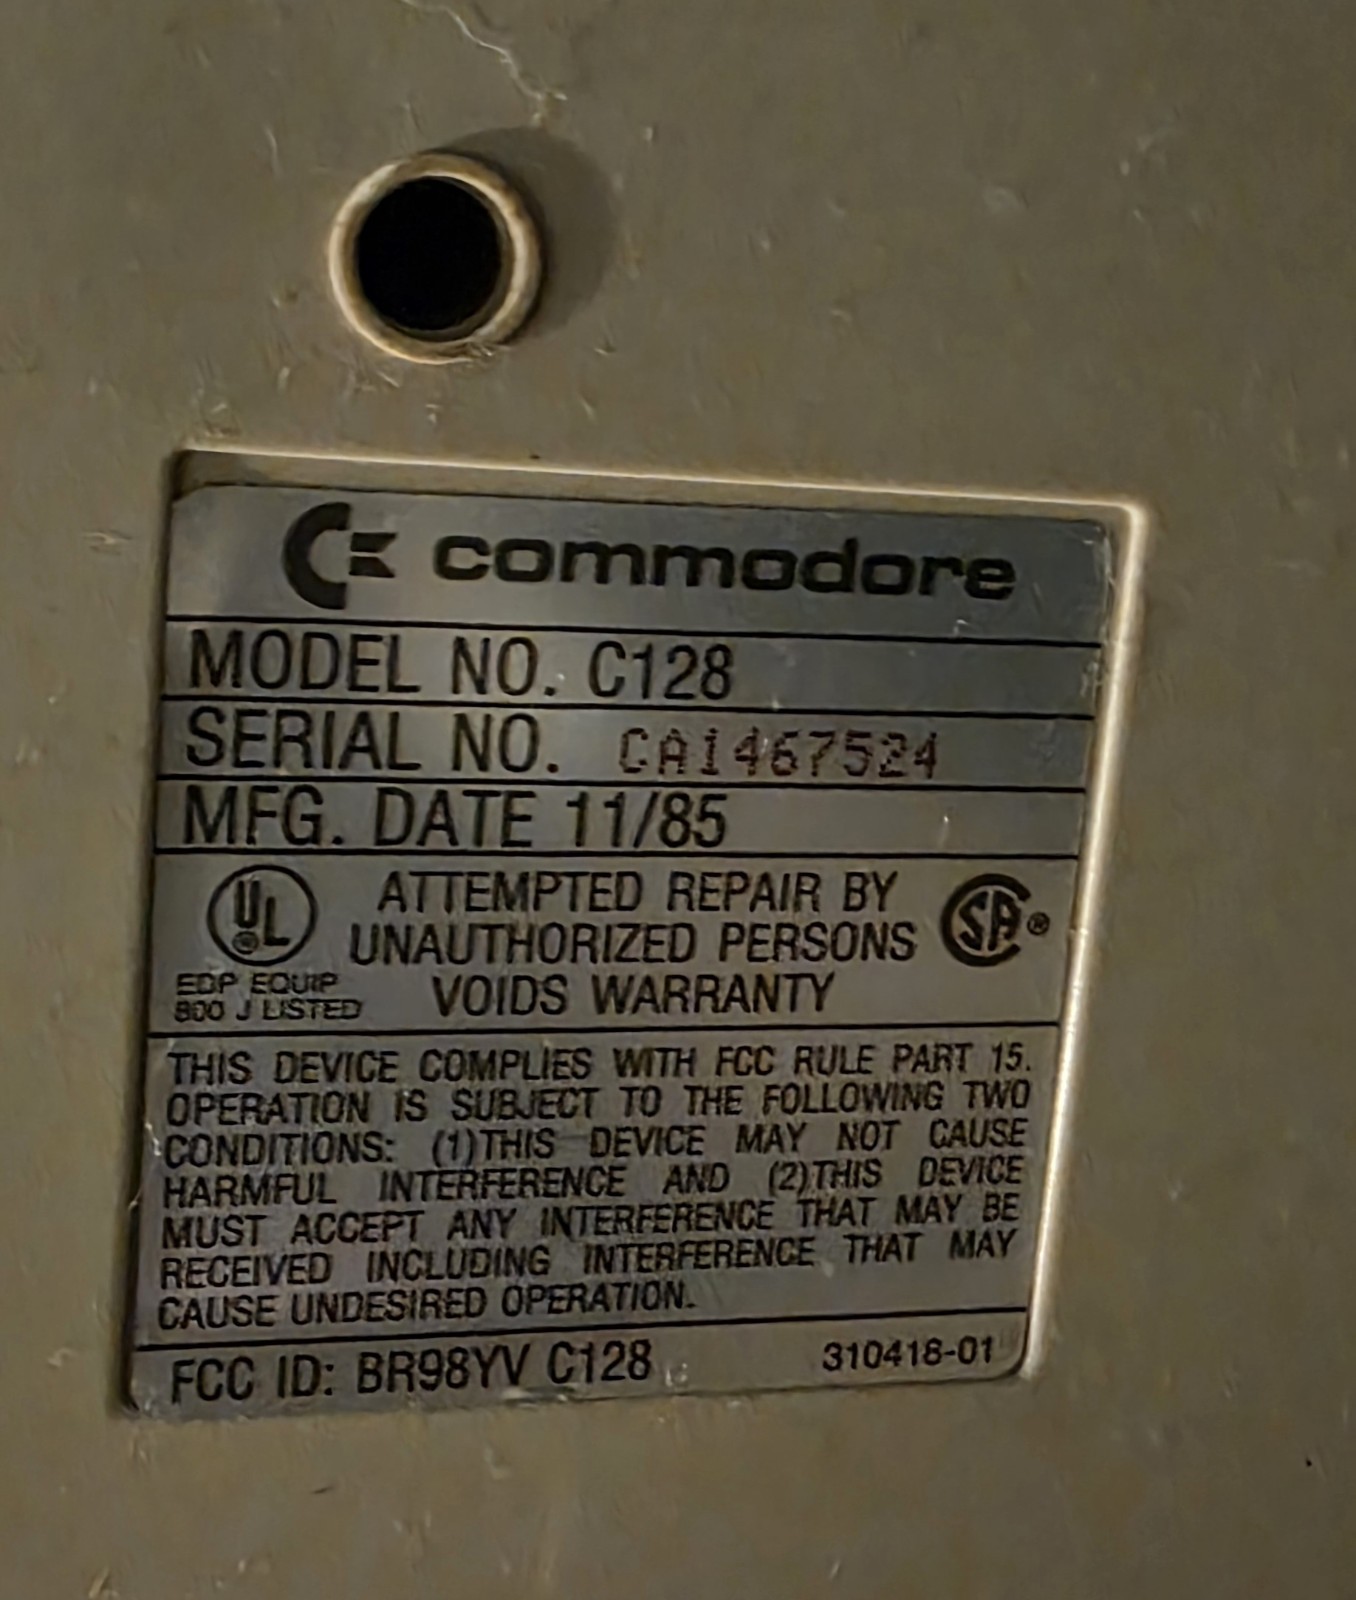 commodore
MODEL NO. C128
SERIAL NO. CA1467524
MFG. DATE 11/85
UL
ATTEMPTED REPAIR BY
UNAUTHORIZED PERSONS
VOIDS WARRANTY
SA®
EDP EQUIP
800 J LISTED
THIS DEVICE COMPLIES WITH FCC RULE PART 15.
OPERATION IS SUBJECT TO THE FOLLOWING TWO
CONDITIONS: (1)THIS DEVICE MAY NOT CAUSE
HARMFUL INTERFERENCE AND (2)THIS DEVICE
MUST ACCEPT ANY INTERFERENCE THAT MAY BE
RECEIVED INCLUDING INTERFERENCE THAT MAY
CAUSE UNDESIRED OPERATION.
FCC ID: BR98YV C128
310418-01